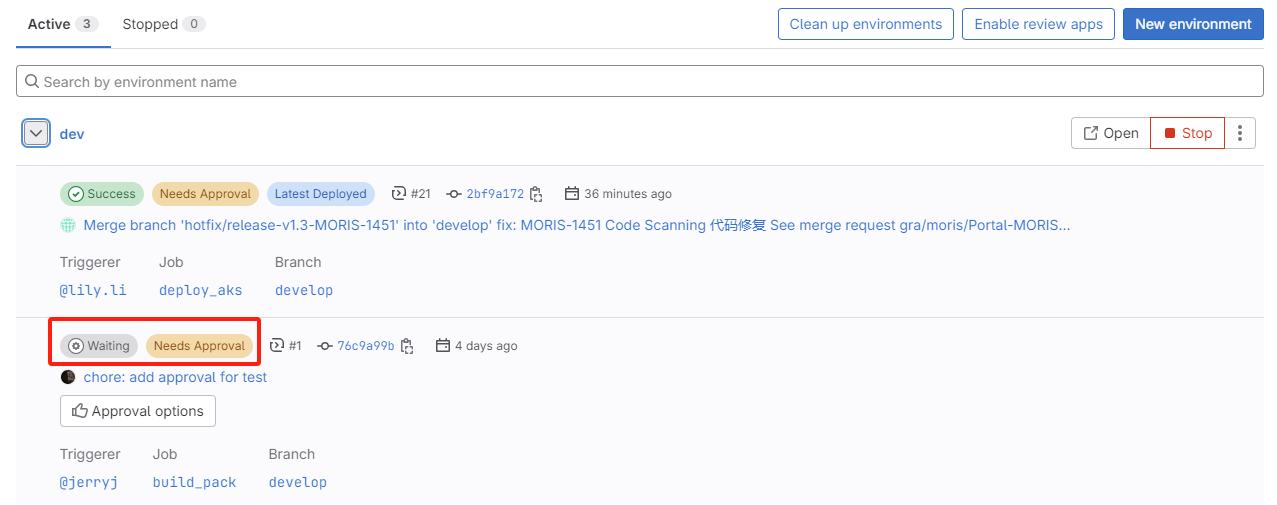 Active 3 Stopped 0 Clean up environments Enable review apps New environment
Search by environment name
dev Open Stop
Success Needs Approval Latest Deployed #21 2bf9a172 36 minutes ago
Merge branch 'hotfix/release-v1.3-MORIS-1451' into 'develop' fix: MORIS-1451 Code Scanning 代码修复 See merge request gra/moris/Portal-MORIS...
Triggerer Job Branch
@lily.li deploy_aks develop
Waiting Needs Approval #1 76c9a99b 4 days ago
chore: add approval for test
Approval options
Triggerer Job Branch
@jerryj build_pack develop